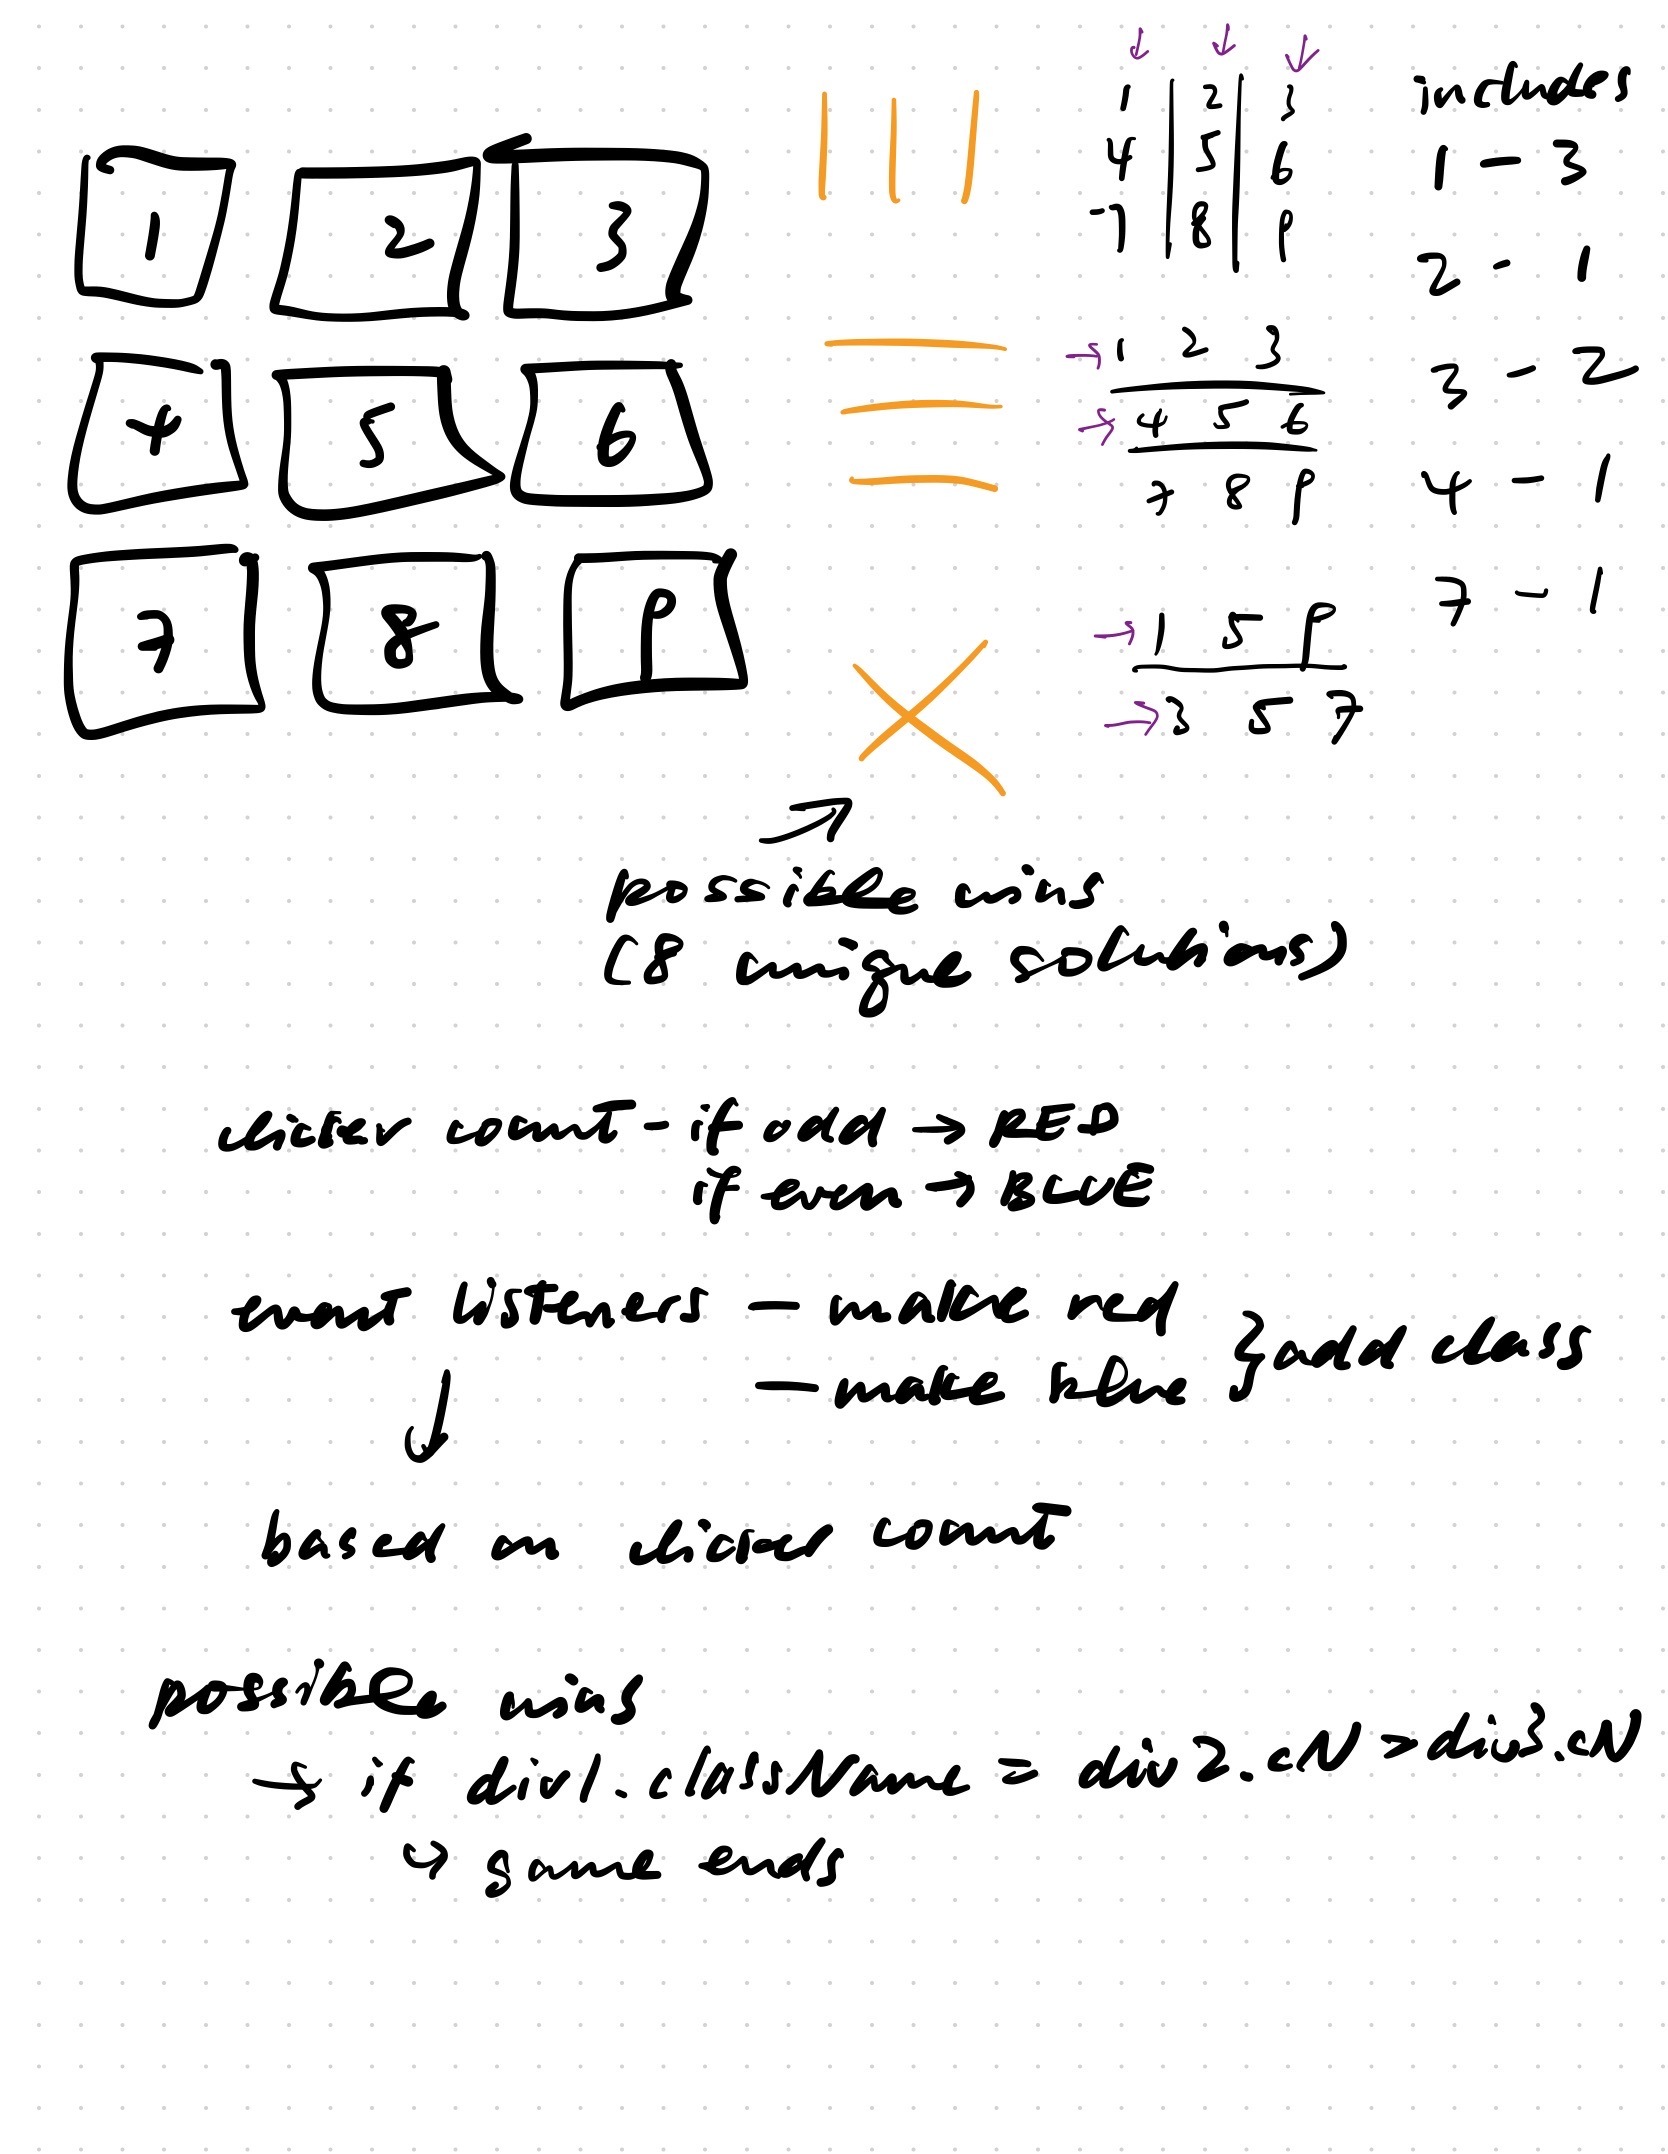 1 2 3
4 5 6
7 8 9
1 2 3
4 5 6
7 8 9
1 2 3
4 5 6
7 8 9
1 5 9
3 5 7
includes
1 - 3
2 - 1
3 - 2
4 - 1
7 - 1
possible wins
(8 unique solutions)
clicker count - if odd → RED
if even → BLUE
event listeners — make red
— make blue } add class
↓
based on clicker count
possible wins
→ if div1.className = div2.cN = div3.cN
↪ game ends